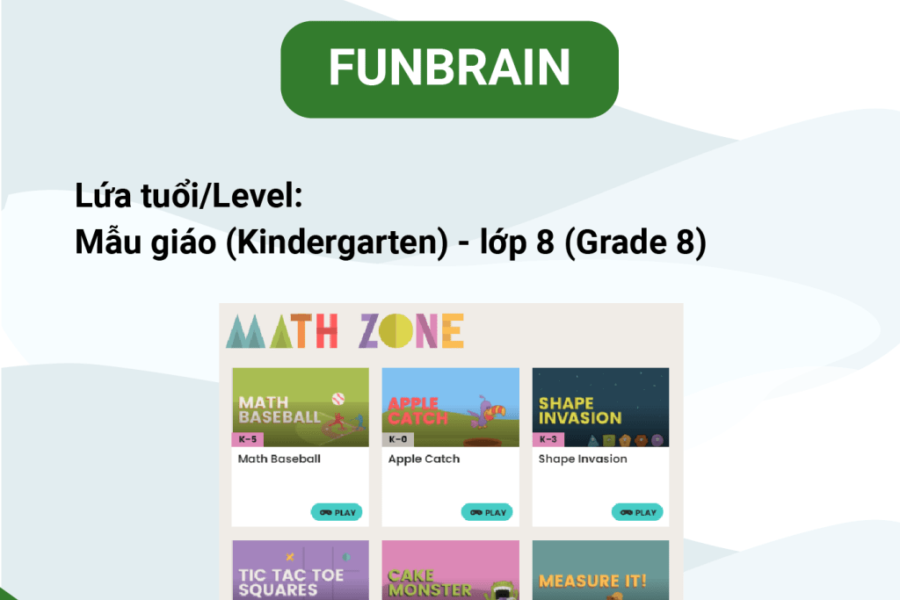 FUNBRAIN
Lứa tuổi/Level:
Mẫu giáo (Kindergarten) - lớp 8 (Grade 8)
MATH ZONE
MATH
BASEBALL
K-5
Math Baseball
PLAY
APPLE
CATCH
K-0
Apple Catch
PLAY
SHAPE
INVASION
K-3
Shape Invasion
PLAY
TIC TAC TOE
SQUARES
CAKE
MONSTER
MEASURE IT!